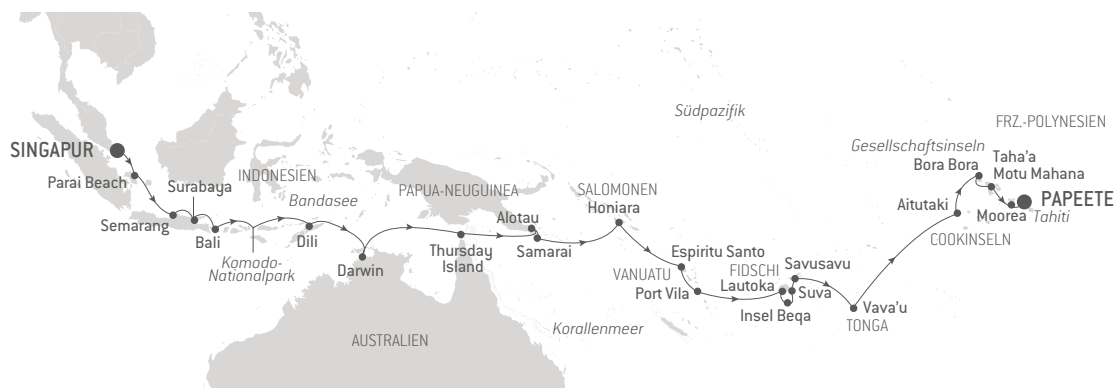 SINGAPUR
Parai Beach
Semarang
Surabaya
Bali
INDONESIEN
Bandasee
Komodo-
Nationalpark
Dili
Darwin
AUSTRALIEN
PAPUA-NEUGUINEA
Thursday
Island
Alotau
Samarai
Korallenmeer
SALOMONEN
Honiara
Südpazifik
Espiritu Santo
VANUATU
Port Vila
FIDSCHI
Lautoka
Insel Beqa
Suva
Savusavu
Vava'u
TONGA
Aitutaki
COOKINSELN
FRZ.-POLYNESIEN
Gesellschaftsinseln
Bora Bora
Taha'a
Motu Mahana
Moorea
PAPEETE
Tahiti